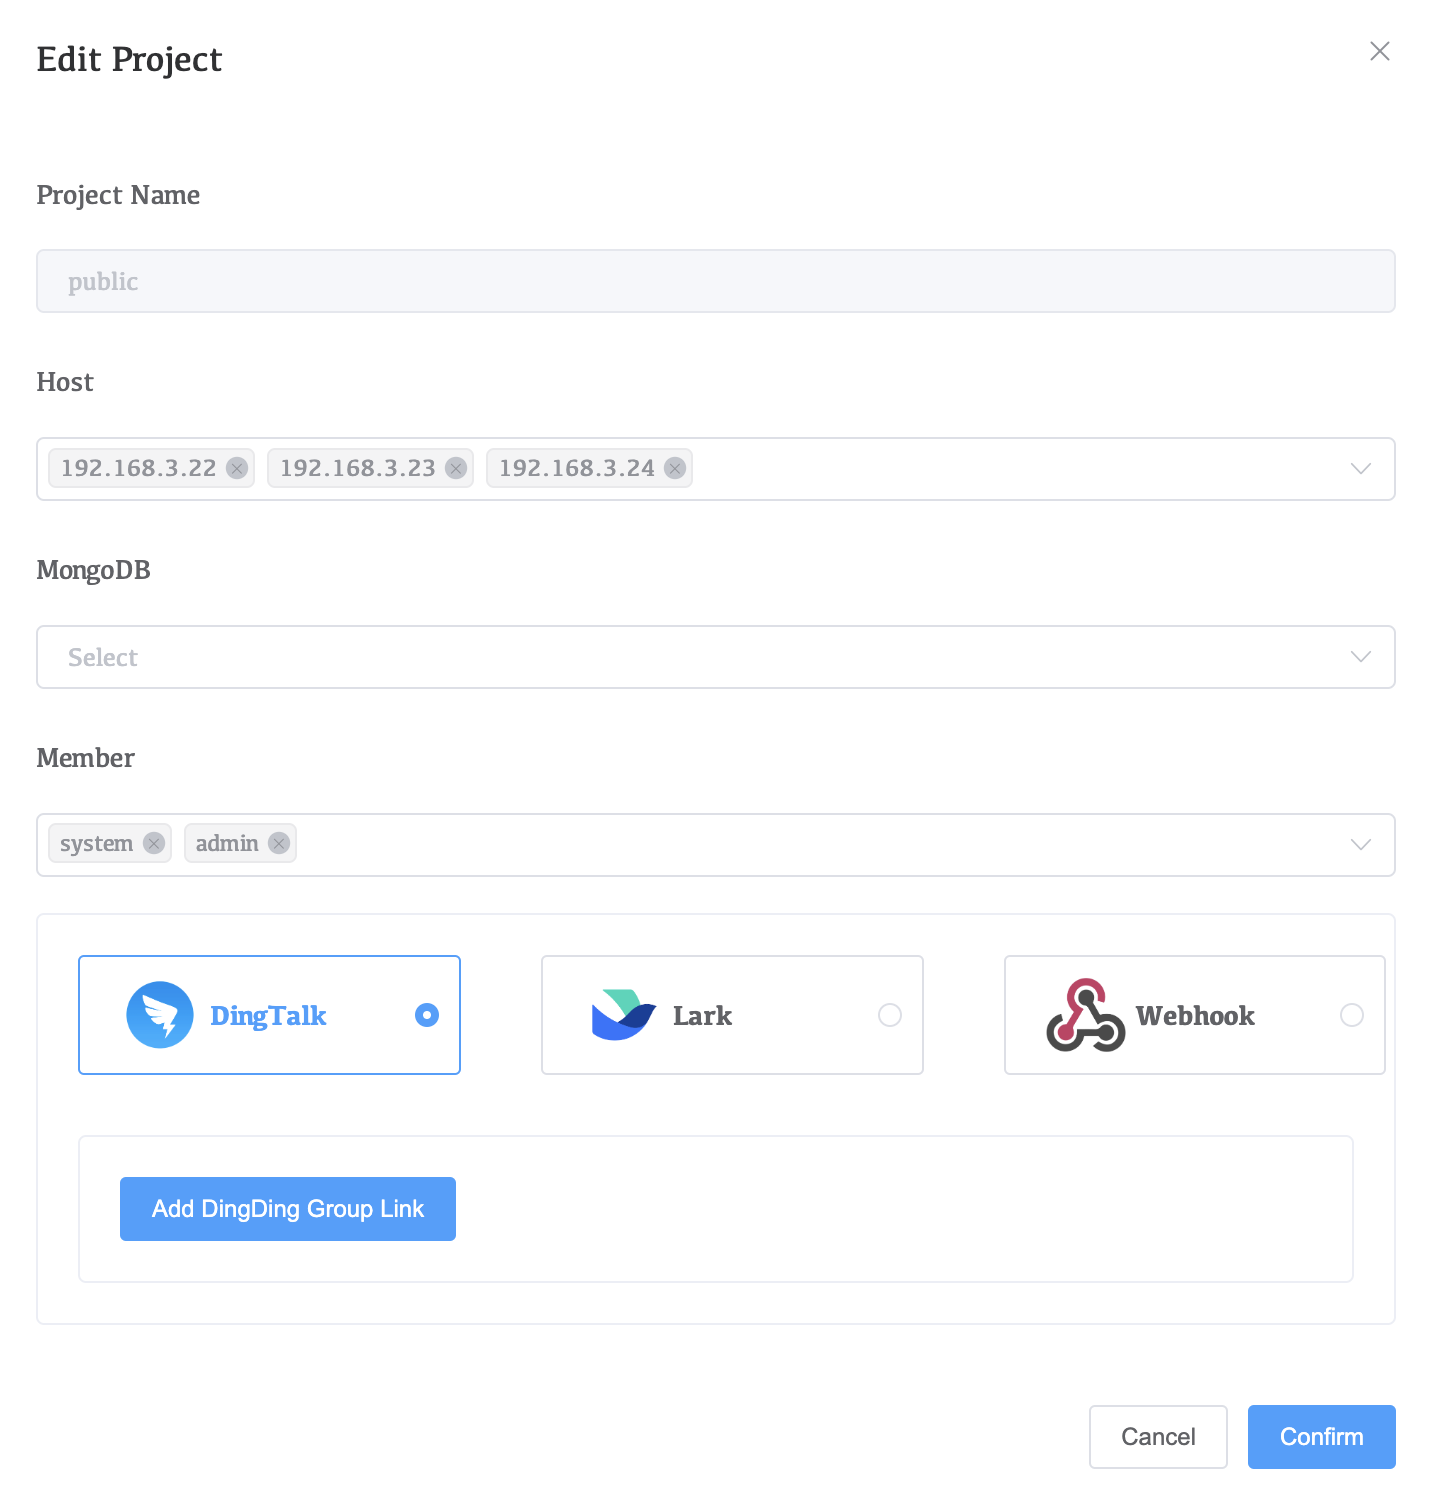 Edit Project
Project Name
public
Host
192.168.3.22 192.168.3.23 192.168.3.24
MongoDB
Select
Member
system admin
DingTalk Lark Webhook
Add DingDing Group Link
Cancel Confirm